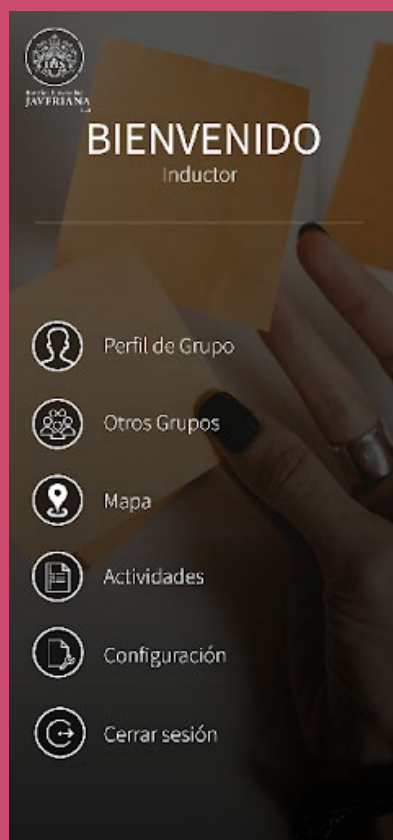 JAVERIANA
BIENVENIDO
Inductor
Perfil de Grupo
Otros Grupos
Mapa
Actividades
Configuración
Cerrar sesión